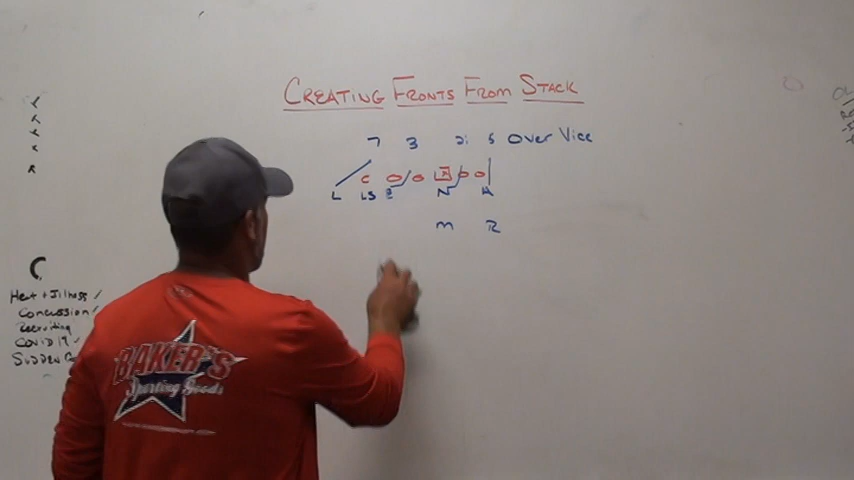 CREATING FRONTS FROM STACK
7 3 2i 5 Over Vice
L LS B N A
M R
C
Heat + Illness ✓
Concussion ✓
Recruiting
COVID 19 ✓
SUDDEN
BAKER'S
Sporting Goods